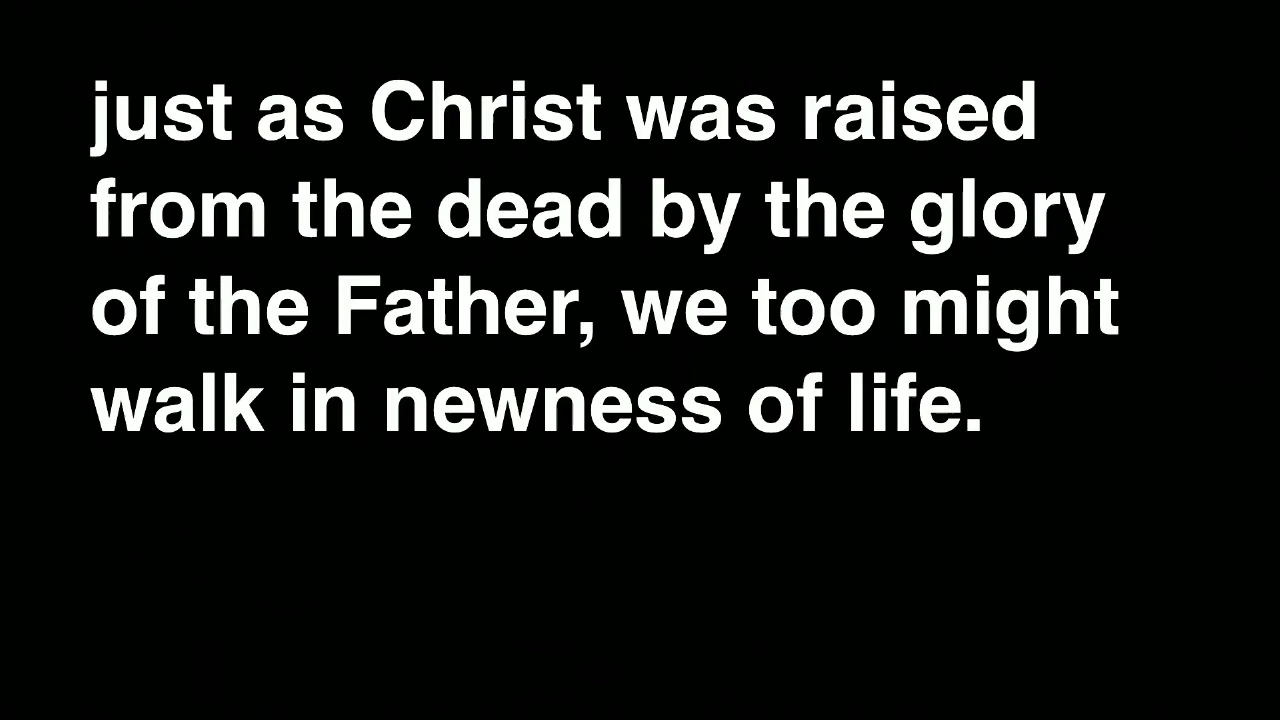 just as Christ was raised
from the dead by the glory
of the Father, we too might
walk in newness of life.